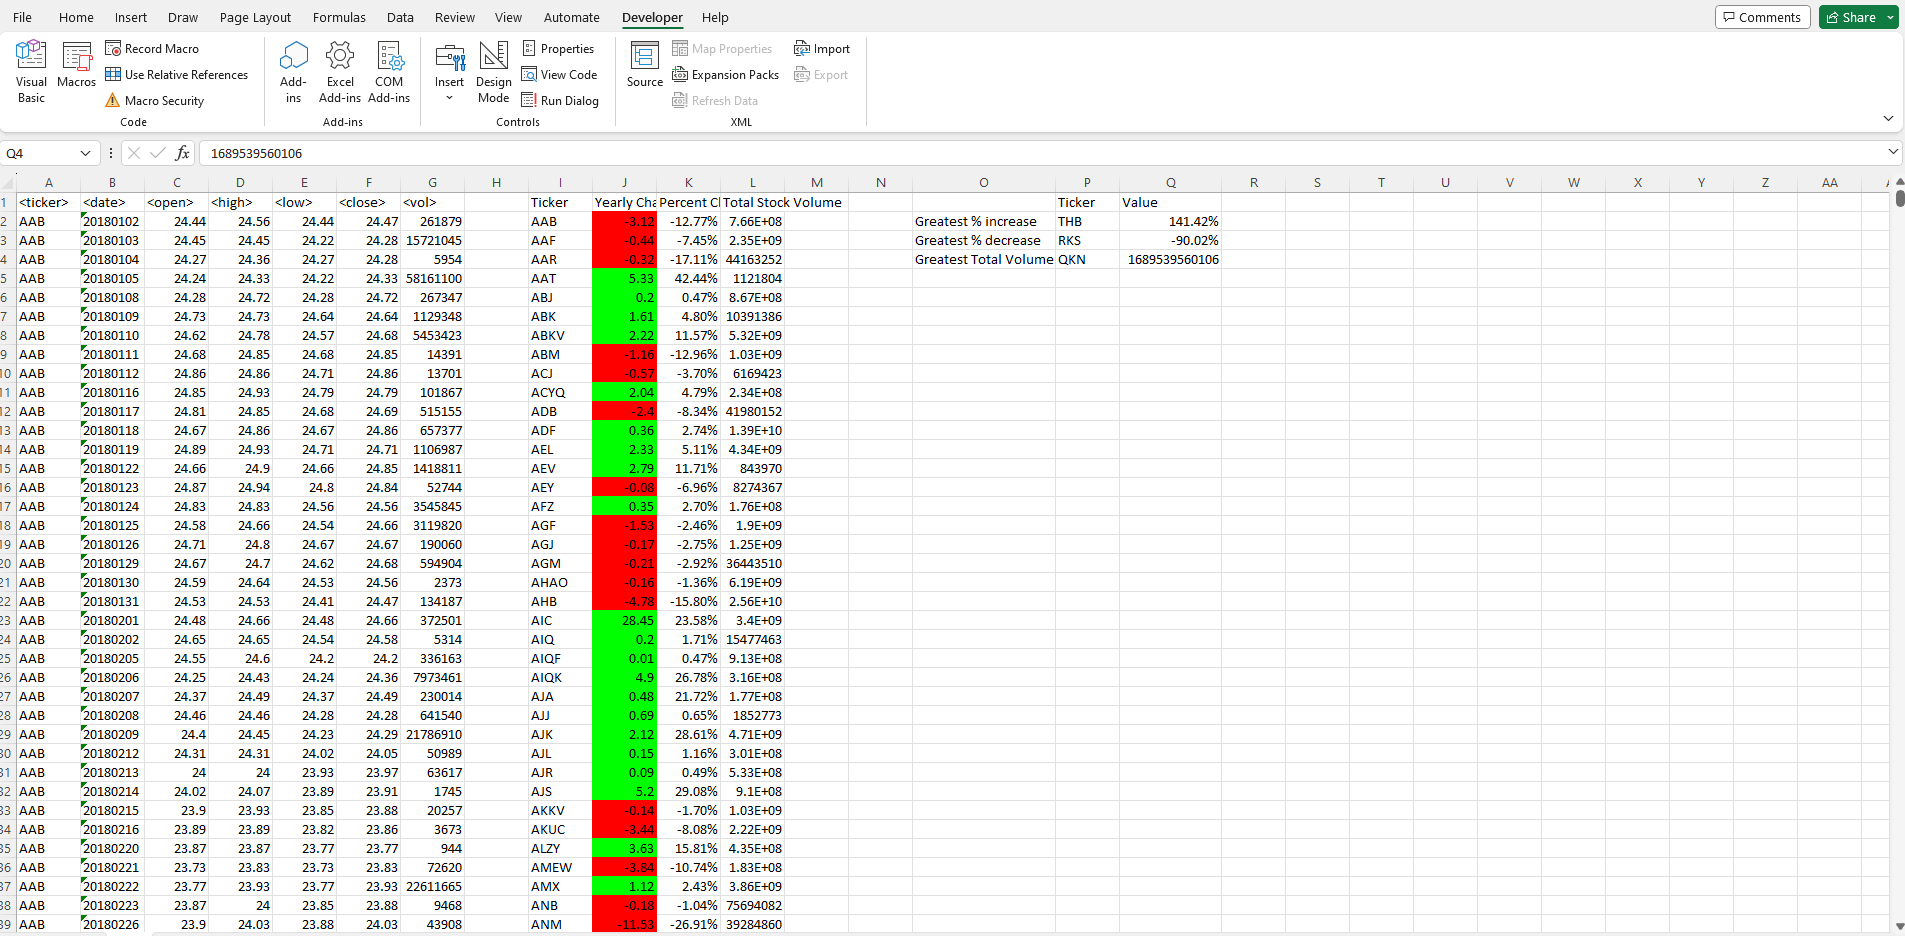 File Home Insert Draw Page Layout Formulas Data Review View Automate Developer Help Comments Share
Visual Basic Macros Record Macro Use Relative References Macro Security Code
Add-ins Excel Add-ins COM Add-ins Add-ins
Insert Design Mode Properties View Code Run Dialog Controls
Source Map Properties Expansion Packs Refresh Data Import Export XML
Q4 fx 1689539560106
A B C D E F G H I J K L M N O P Q R S T U V W X Y Z AA
1 <ticker> <date> <open> <high> <low> <close> <vol> Ticker Yearly Cha Percent Cl Total Stock Volume Ticker Value
2 AAB 20180102 24.44 24.56 24.44 24.47 261879 AAB -3.12 -12.77% 7.66E+08 Greatest % increase THB 141.42%
3 AAB 20180103 24.45 24.45 24.22 24.28 15721045 AAF -0.44 -7.45% 2.35E+09 Greatest % decrease RKS -90.02%
4 AAB 20180104 24.27 24.36 24.27 24.28 5954 AAR -0.32 -17.11% 44163252 Greatest Total Volume QKN 1689539560106
5 AAB 20180105 24.24 24.33 24.22 24.33 58161100 AAT 5.33 42.44% 1121804
6 AAB 20180108 24.28 24.72 24.28 24.72 267347 ABJ 0.2 0.47% 8.67E+08
7 AAB 20180109 24.73 24.73 24.64 24.64 1129348 ABK 1.61 4.80% 10391386
8 AAB 20180110 24.62 24.78 24.57 24.68 5453423 ABKV 2.22 11.57% 5.32E+09
9 AAB 20180111 24.68 24.85 24.68 24.85 14391 ABM -1.16 -12.96% 1.03E+09
10 AAB 20180112 24.86 24.86 24.71 24.86 13701 ACJ -0.57 -3.70% 6169423
11 AAB 20180116 24.85 24.93 24.79 24.79 101867 ACYQ 2.04 4.79% 2.34E+08
12 AAB 20180117 24.81 24.85 24.68 24.69 515155 ADB -2.4 -8.34% 41980152
13 AAB 20180118 24.67 24.86 24.67 24.86 657377 ADF 0.36 2.74% 1.39E+10
14 AAB 20180119 24.89 24.93 24.71 24.71 1106987 AEL 2.33 5.11% 4.34E+09
15 AAB 20180122 24.66 24.9 24.66 24.85 1418811 AEV 2.79 11.71% 843970
16 AAB 20180123 24.87 24.94 24.8 24.84 52744 AEY -0.08 -6.96% 8274367
17 AAB 20180124 24.83 24.83 24.56 24.56 3545845 AFZ 0.35 2.70% 1.76E+08
18 AAB 20180125 24.58 24.66 24.54 24.66 3119820 AGF -1.53 -2.46% 1.9E+09
19 AAB 20180126 24.71 24.8 24.67 24.67 190060 AGJ -0.17 -2.75% 1.25E+09
20 AAB 20180129 24.67 24.7 24.62 24.68 594904 AGM -0.21 -2.92% 36443510
21 AAB 20180130 24.59 24.64 24.53 24.56 2373 AHAO -0.16 -1.36% 6.19E+09
22 AAB 20180131 24.53 24.53 24.41 24.47 134187 AHB -4.78 -15.80% 2.56E+10
23 AAB 20180201 24.48 24.66 24.48 24.66 372501 AIC 28.45 23.58% 3.4E+09
24 AAB 20180202 24.65 24.65 24.54 24.58 5314 AIQ 0.2 1.71% 15477463
25 AAB 20180205 24.55 24.6 24.2 24.2 336163 AIQF 0.01 0.47% 9.13E+08
26 AAB 20180206 24.25 24.43 24.24 24.36 7973461 AIQK 4.9 26.78% 3.16E+08
27 AAB 20180207 24.37 24.49 24.37 24.49 230014 AJA 0.48 21.72% 1.77E+08
28 AAB 20180208 24.46 24.46 24.28 24.28 641540 AJJ 0.69 0.65% 1852773
29 AAB 20180209 24.4 24.45 24.23 24.29 21786910 AJK 2.12 28.61% 4.71E+09
30 AAB 20180212 24.31 24.31 24.02 24.05 50989 AJL 0.15 1.16% 3.01E+08
31 AAB 20180213 24 24 23.93 23.97 63617 AJR 0.09 0.49% 5.33E+08
32 AAB 20180214 24.02 24.07 23.89 23.91 1745 AJS 5.2 29.08% 9.1E+08
33 AAB 20180215 23.9 23.93 23.85 23.88 20257 AKKV -0.14 -1.70% 1.03E+09
34 AAB 20180216 23.89 23.89 23.82 23.86 3673 AKUC -3.44 -8.08% 2.22E+09
35 AAB 20180220 23.87 23.87 23.77 23.77 944 ALZY 3.63 15.81% 4.35E+08
36 AAB 20180221 23.73 23.83 23.73 23.83 72620 AMEW -3.84 -10.74% 1.83E+08
37 AAB 20180222 23.77 23.93 23.77 23.93 22611665 AMX 1.12 2.43% 3.86E+09
38 AAB 20180223 23.87 24 23.85 23.88 9468 ANB -0.18 -1.04% 75694082
39 AAB 20180226 23.9 24.03 23.88 24.03 43908 ANM -11.53 -26.91% 39284860